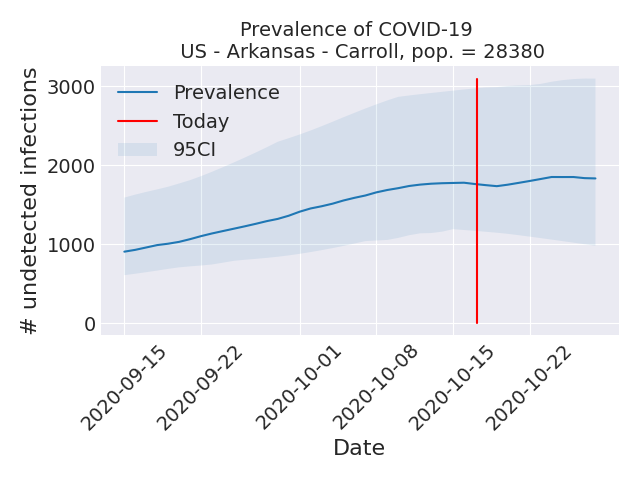 Prevalence of COVID-19
US - Arkansas - Carroll, pop. = 28380
# undetected infections
3000
2000
1000
0
Prevalence
Today
95CI
2020-09-15
2020-09-22
2020-10-01
2020-10-08
2020-10-15
2020-10-22
Date